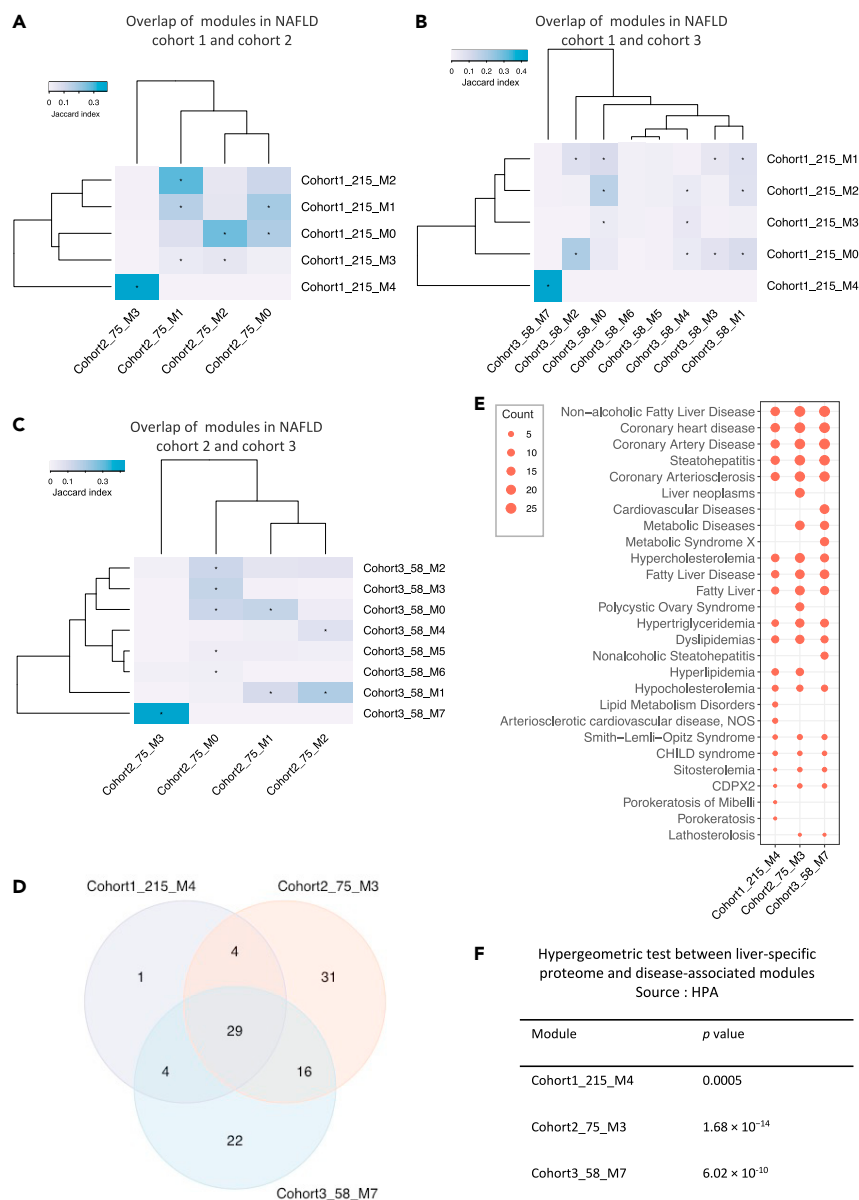 A
Overlap of modules in NAFLD
cohort 1 and cohort 2
0 0.1 0.3
Jaccard index
Cohort1_215_M2
Cohort1_215_M1
Cohort1_215_M0
Cohort1_215_M3
Cohort1_215_M4
Cohort2_75_M3
Cohort2_75_M1
Cohort2_75_M2
Cohort2_75_M0
B
Overlap of modules in NAFLD
cohort 1 and cohort 3
0 0.1 0.2 0.3 0.4
Jaccard index
Cohort1_215_M1
Cohort1_215_M2
Cohort1_215_M3
Cohort1_215_M0
Cohort1_215_M4
Cohort3_58_M7
Cohort3_58_M2
Cohort3_58_M0
Cohort3_58_M6
Cohort3_58_M5
Cohort3_58_M4
Cohort3_58_M3
Cohort3_58_M1
C
Overlap of modules in NAFLD
cohort 2 and cohort 3
0 0.1 0.3
Jaccard index
Cohort3_58_M2
Cohort3_58_M3
Cohort3_58_M0
Cohort3_58_M4
Cohort3_58_M5
Cohort3_58_M6
Cohort3_58_M1
Cohort3_58_M7
Cohort2_75_M3
Cohort2_75_M0
Cohort2_75_M1
Cohort2_75_M2
D
Cohort1_215_M4
Cohort2_75_M3
4
1
31
29
4
16
22
Cohort3_58_M7
E
Count
5
10
15
20
25
Non−alcoholic Fatty Liver Disease
Coronary heart disease
Coronary Artery Disease
Steatohepatitis
Coronary Arteriosclerosis
Liver neoplasms
Cardiovascular Diseases
Metabolic Diseases
Metabolic Syndrome X
Hypercholesterolemia
Fatty Liver Disease
Fatty Liver
Polycystic Ovary Syndrome
Hypertriglyceridemia
Dyslipidemias
Nonalcoholic Steatohepatitis
Hyperlipidemia
Hypocholesterolemia
Lipid Metabolism Disorders
Arteriosclerotic cardiovascular disease, NOS
Smith−Lemli−Opitz Syndrome
CHILD syndrome
Sitosterolemia
CDPX2
Porokeratosis of Mibelli
Porokeratosis
Lathosterolosis
Cohort1_215_M4
Cohort2_75_M3
Cohort3_58_M7
F
Hypergeometric test between liver-specific
proteome and disease-associated modules
Source : HPA
Module p value
Cohort1_215_M4 0.0005
Cohort2_75_M3 1.68 × 10⁻¹⁴
Cohort3_58_M7 6.02 × 10⁻¹⁰